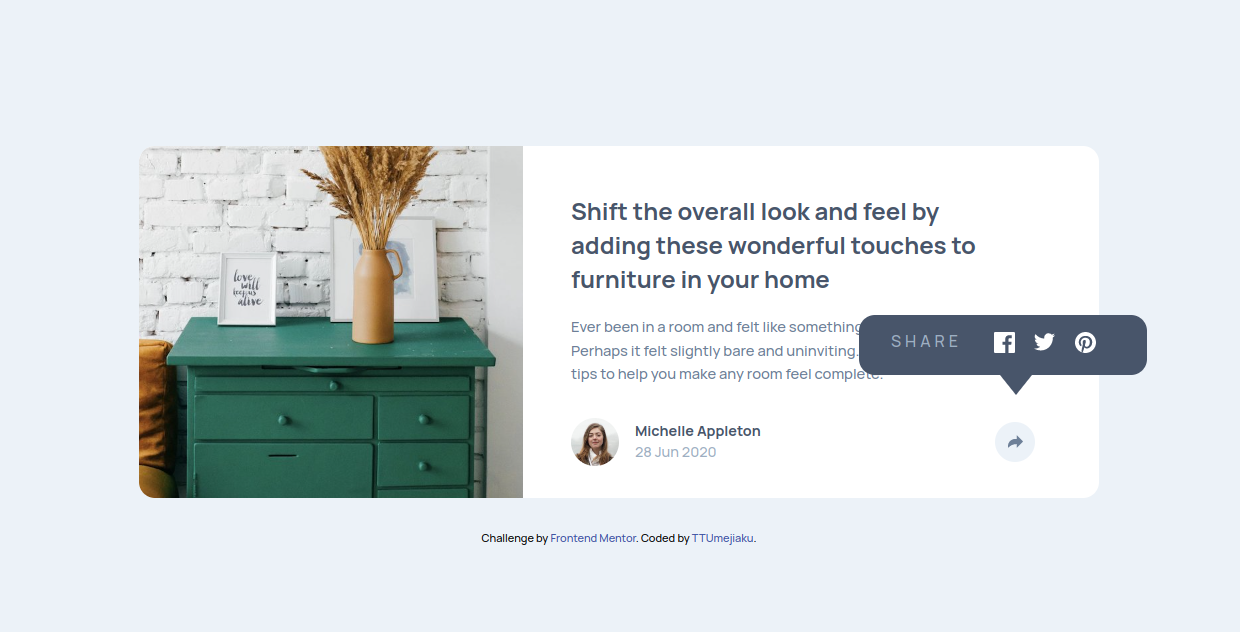 love
will
keep us
alive
Shift the overall look and feel by
adding these wonderful touches to
furniture in your home
Ever been in a room and felt like something
Perhaps it felt slightly bare and uninviting.
tips to help you make any room feel complete.
SHARE
Michelle Appleton
28 Jun 2020
Challenge by Frontend Mentor. Coded by TTUmejiaku.